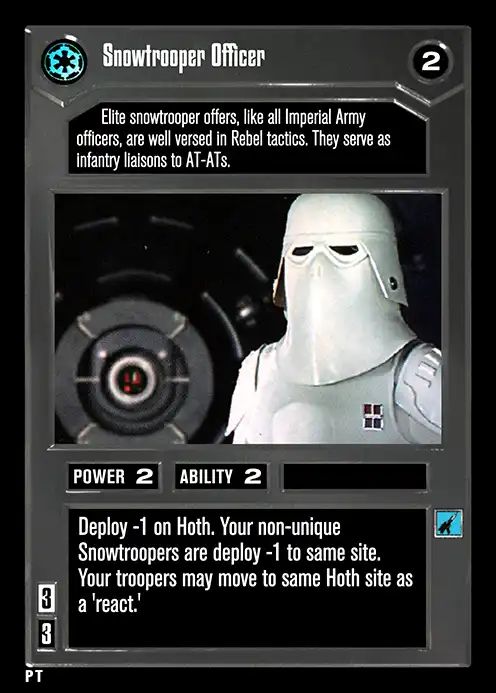 Snowtrooper Officer
2
Elite snowtrooper offers, like all Imperial Army
officers, are well versed in Rebel tactics. They serve as
infantry liaisons to AT-ATs.
POWER 2 ABILITY 2
Deploy -1 on Hoth. Your non-unique
Snowtroopers are deploy -1 to same site.
Your troopers may move to same Hoth site as
a 'react.'
3
3
PT